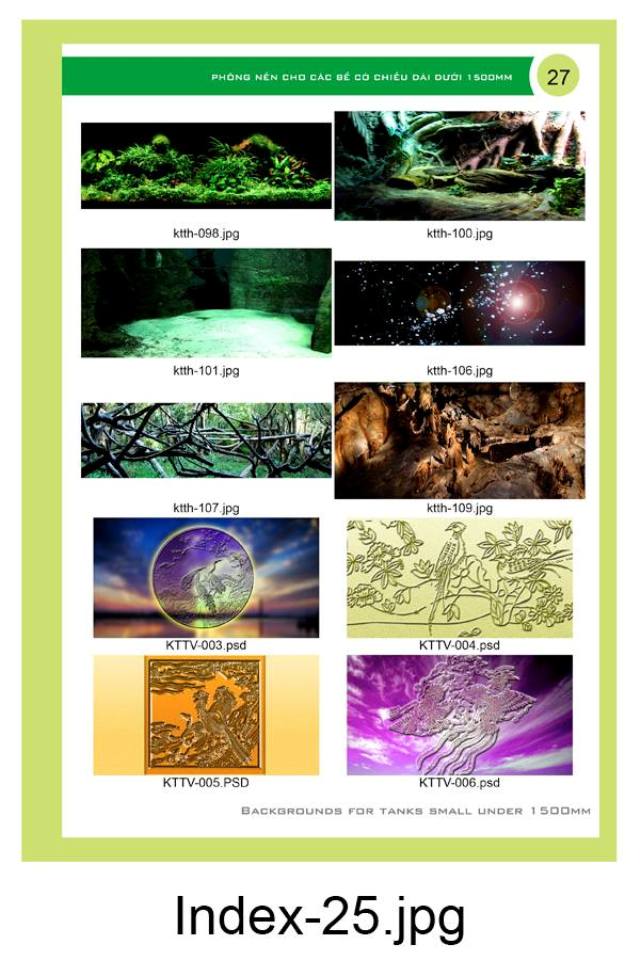 PHÔNG NỀN CHO CÁC BỂ CÓ CHIỀU DÀI DƯỚI 1500MM
27
ktth-098.jpg
ktth-100.jpg
ktth-101.jpg
ktth-106.jpg
ktth-107.jpg
ktth-109.jpg
KTTV-003.psd
KTTV-004.psd
KTTV-005.PSD
KTTV-006.psd
BACKGROUNDS FOR TANKS SMALL UNDER 1500MM
Index-25.jpg